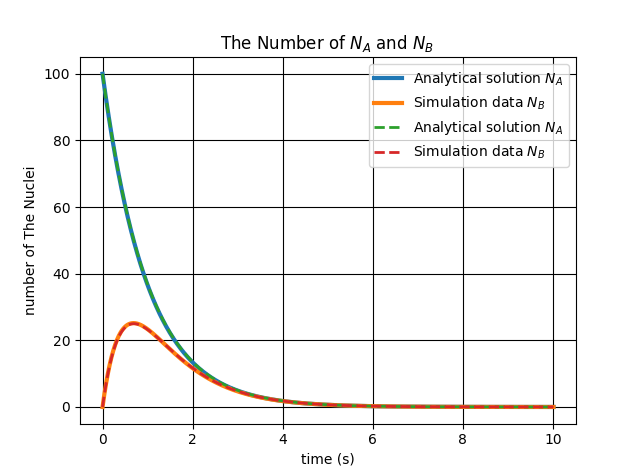 The Number of N_A and N_B
Analytical solution N_A
Simulation data N_B
Analytical solution N_A
Simulation data N_B
number of The Nuclei
100
80
60
40
20
0
0 2 4 6 8 10
time (s)